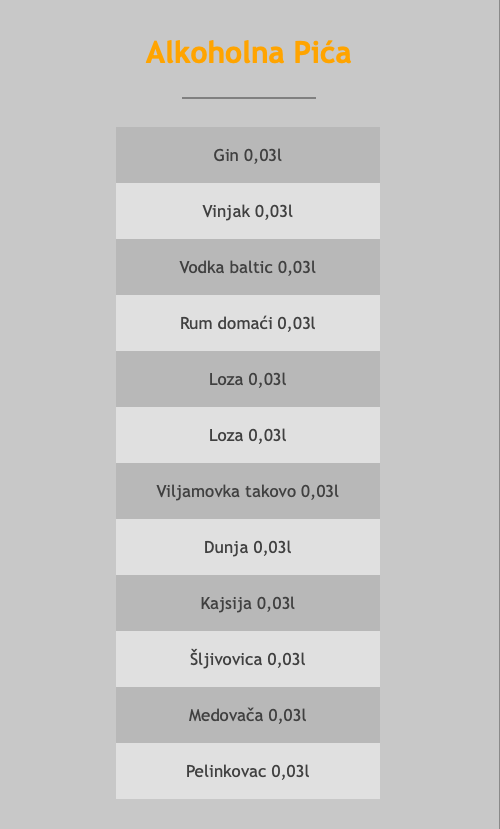 Alkoholna Pića
Gin 0,03l
Vinjak 0,03l
Vodka baltic 0,03l
Rum domaći 0,03l
Loza 0,03l
Loza 0,03l
Viljamovka takovo 0,03l
Dunja 0,03l
Kajsija 0,03l
Šljivovica 0,03l
Medovača 0,03l
Pelinkovac 0,03l